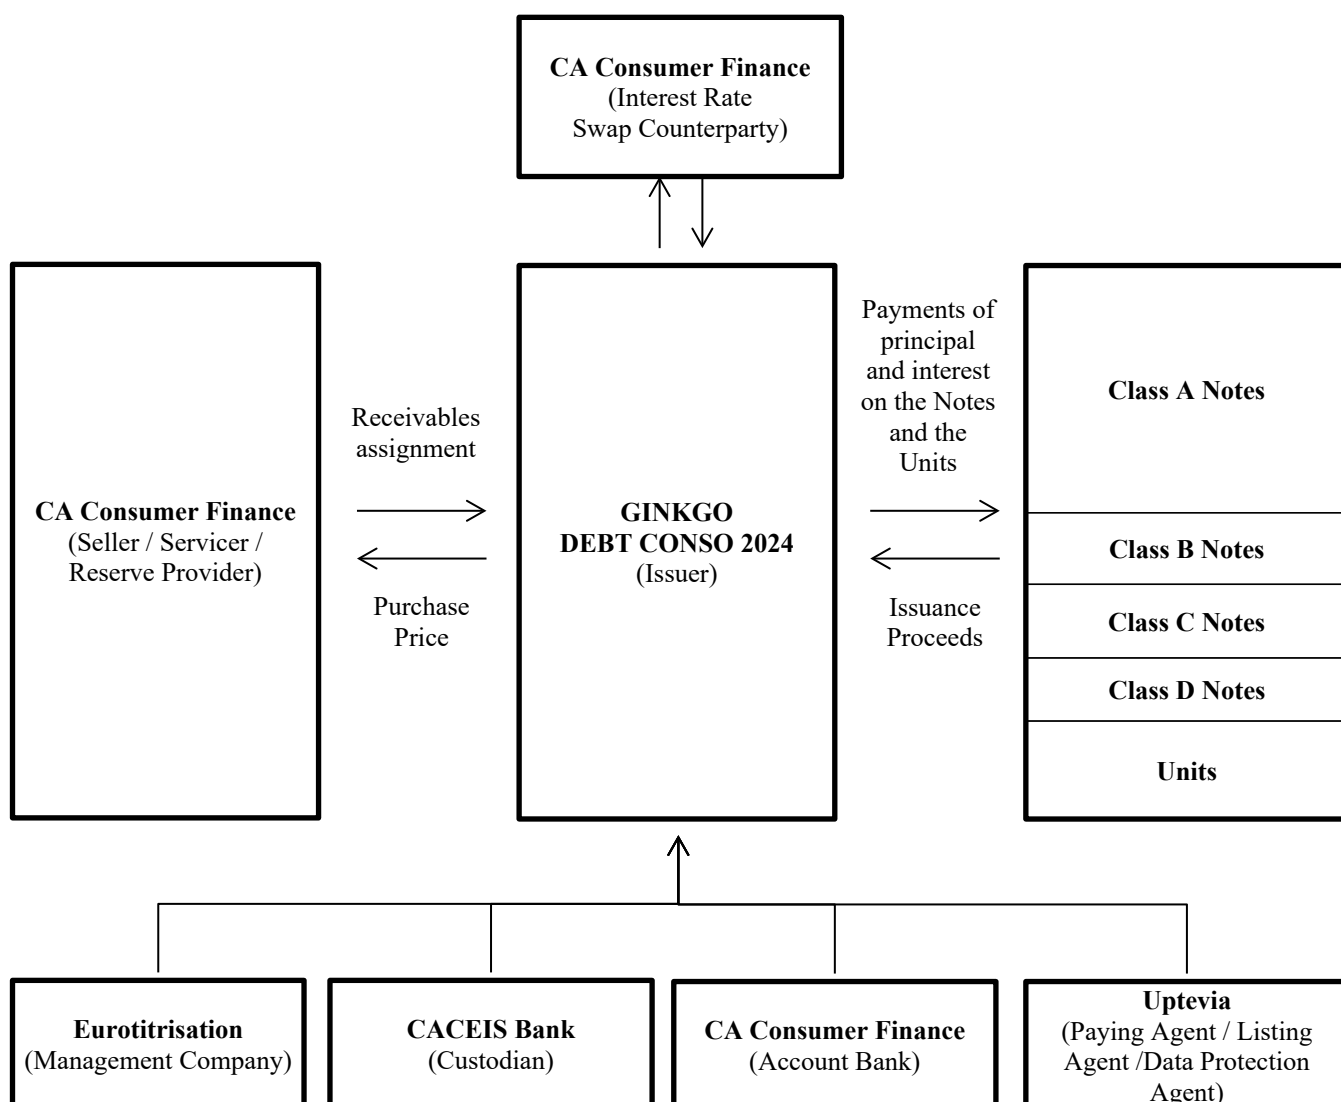 CA Consumer Finance
(Interest Rate
Swap Counterparty)
CA Consumer Finance
(Seller / Servicer /
Reserve Provider)
Receivables
assignment
Purchase
Price
GINKGO
DEBT CONSO 2024
(Issuer)
Payments of
principal
and interest
on the Notes
and the
Units
Issuance
Proceeds
Class A Notes
Class B Notes
Class C Notes
Class D Notes
Units
Eurotitrisation
(Management Company)
CACEIS Bank
(Custodian)
CA Consumer Finance
(Account Bank)
Uptevia
(Paying Agent / Listing
Agent /Data Protection
Agent)